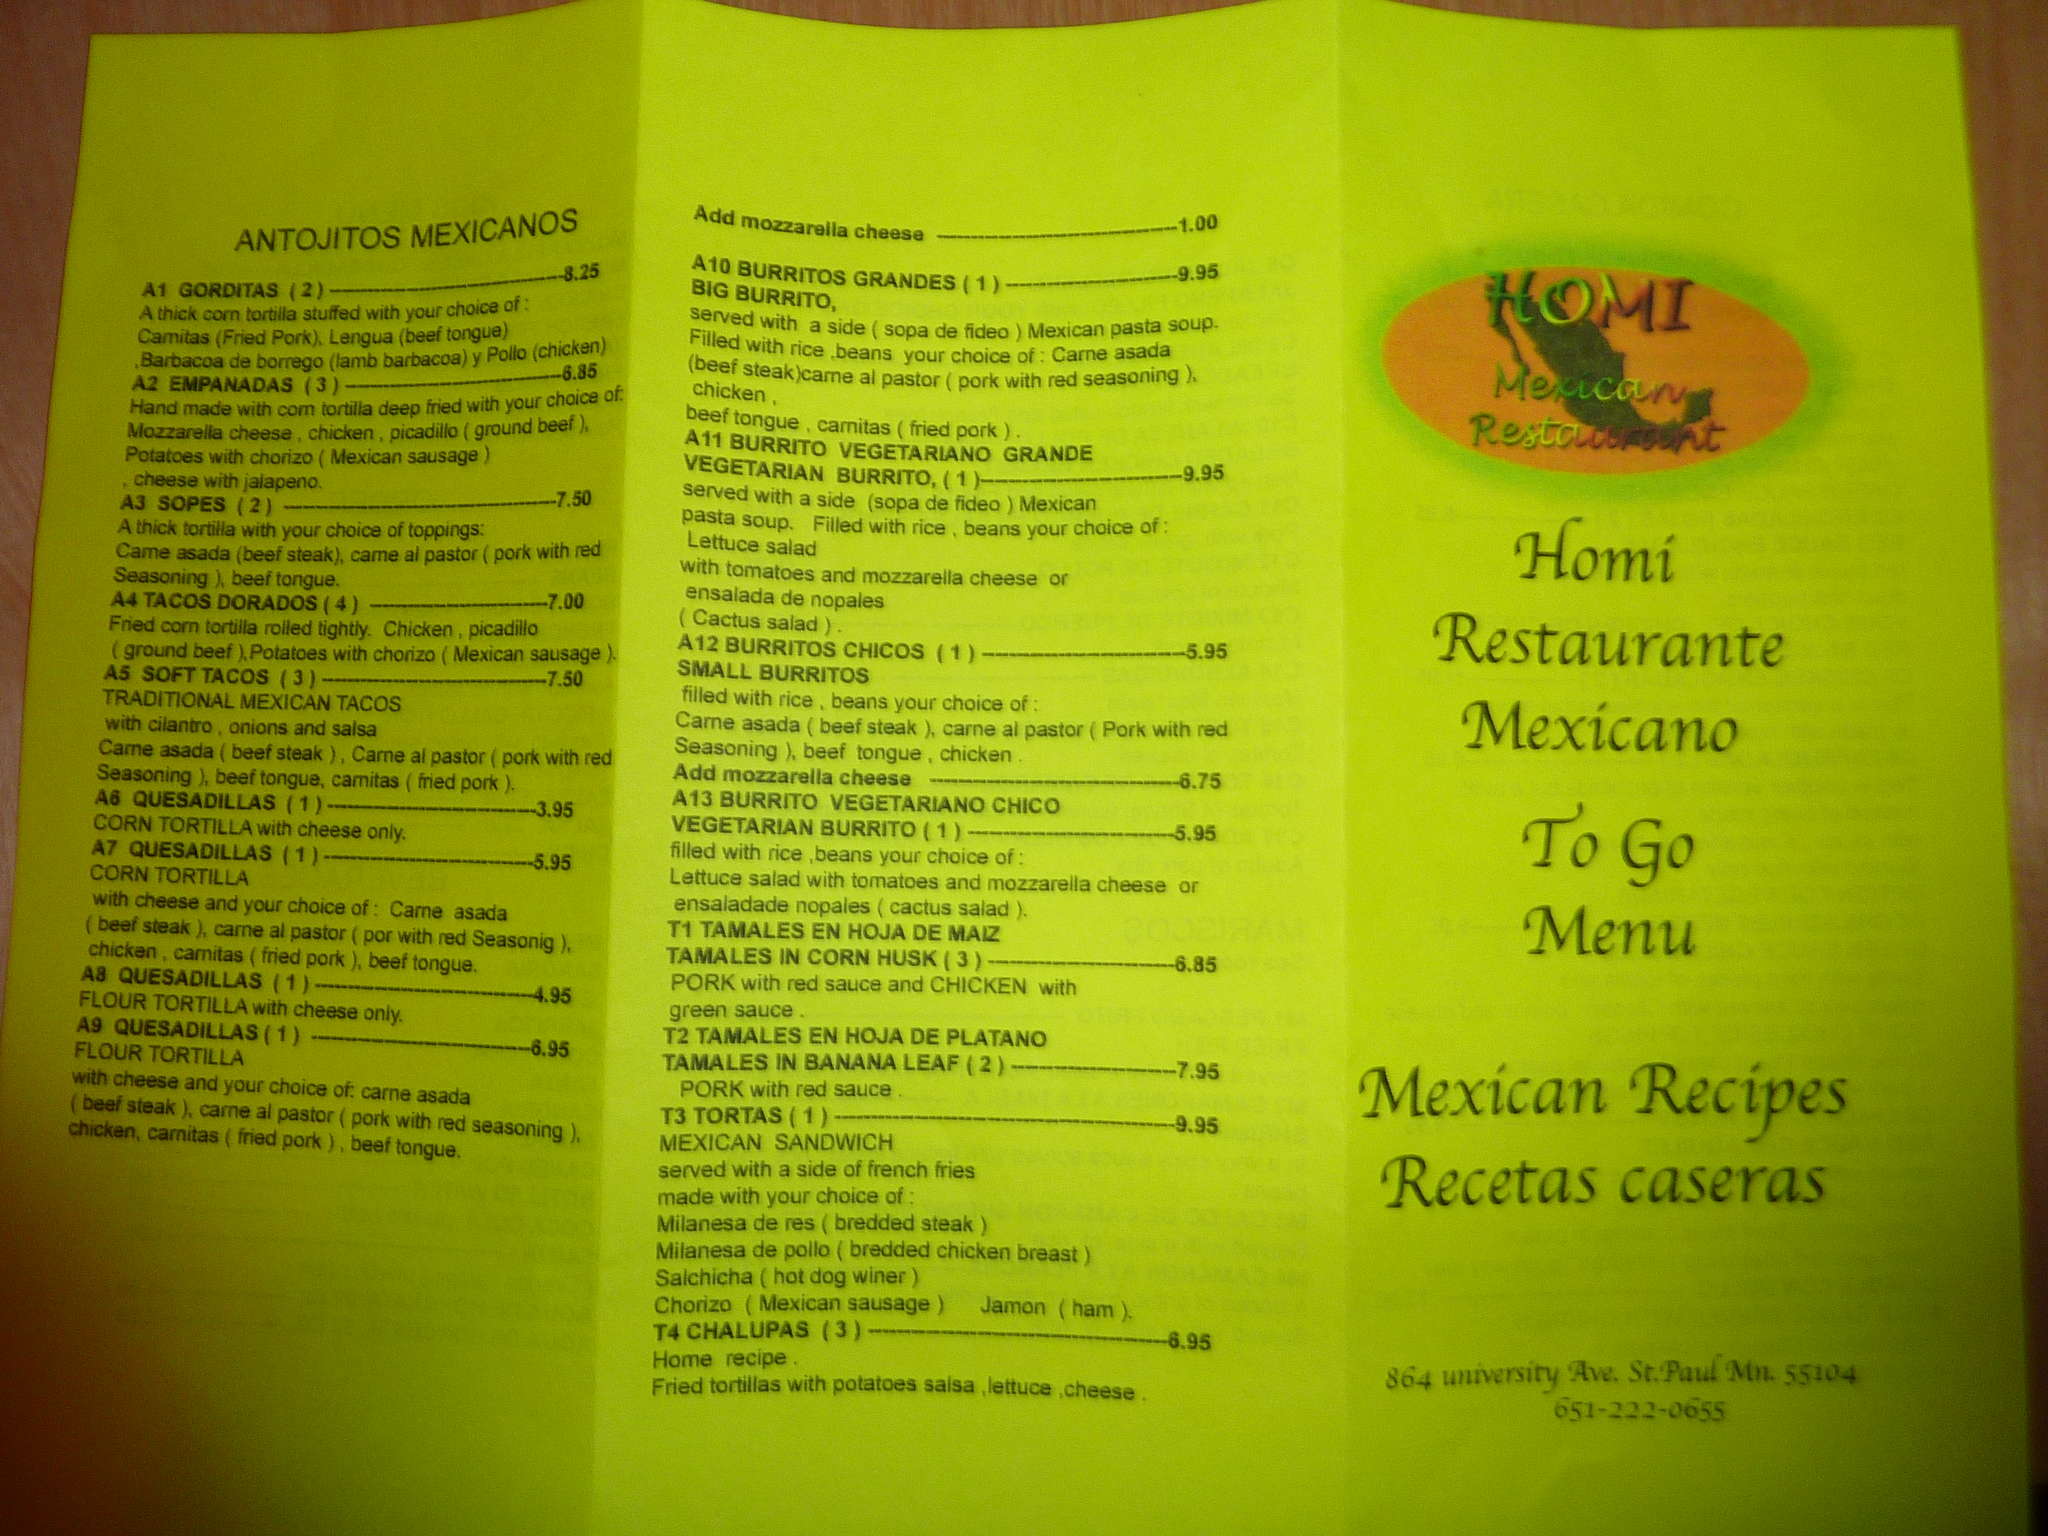 ANTOJITOS MEXICANOS
A1 GORDITAS ( 2 ) ------------------------8.25
A thick corn tortilla stuffed with your choice of :
Carnitas (Fried Pork), Lengua (beef tongue)
,Barbacoa de borrego (lamb barbacoa) y Pollo (chicken)
A2 EMPANADAS ( 3 ) ------------------------6.85
Hand made with corn tortilla deep fried with your choice of:
Mozzarella cheese , chicken , picadillo ( ground beef ),
Potatoes with chorizo ( Mexican sausage )
, cheese with jalapeno.
A3 SOPES ( 2 ) ------------------------7.50
A thick tortilla with your choice of toppings:
Carne asada (beef steak), carne al pastor ( pork with red
Seasoning ), beef tongue.
A4 TACOS DORADOS ( 4 ) ------------------------7.00
Fried corn tortilla rolled tightly. Chicken , picadillo
( ground beef ),Potatoes with chorizo ( Mexican sausage ).
A5 SOFT TACOS ( 3 ) ------------------------7.50
TRADITIONAL MEXICAN TACOS
with cilantro , onions and salsa
Carne asada ( beef steak ) , Carne al pastor ( pork with red
Seasoning ), beef tongue, carnitas ( fried pork ).
A6 QUESADILLAS ( 1 ) ------------------------3.95
CORN TORTILLA with cheese only.
A7 QUESADILLAS ( 1 ) ------------------------5.95
CORN TORTILLA
with cheese and your choice of : Carne asada
( beef steak ), carne al pastor ( por with red Seasonig ),
chicken , carnitas ( fried pork ), beef tongue.
A8 QUESADILLAS ( 1 ) ------------------------4.95
FLOUR TORTILLA with cheese only.
A9 QUESADILLAS ( 1 ) ------------------------6.95
FLOUR TORTILLA
with cheese and your choice of: carne asada
( beef steak ), carne al pastor ( pork with red seasoning ),
chicken, carnitas ( fried pork ) , beef tongue.
Add mozzarella cheese ------------------------1.00
A10 BURRITOS GRANDES ( 1 ) ------------------------9.95
BIG BURRITO,
served with a side ( sopa de fideo ) Mexican pasta soup.
Filled with rice ,beans your choice of : Carne asada
(beef steak)carne al pastor ( pork with red seasoning ),
chicken ,
beef tongue , carnitas ( fried pork ) .
A11 BURRITO VEGETARIANO GRANDE
VEGETARIAN BURRITO, ( 1 )------------------------9.95
served with a side (sopa de fideo ) Mexican
pasta soup. Filled with rice , beans your choice of :
Lettuce salad
with tomatoes and mozzarella cheese or
ensalada de nopales
( Cactus salad ) .
A12 BURRITOS CHICOS ( 1 ) ------------------------5.95
SMALL BURRITOS
filled with rice , beans your choice of :
Carne asada ( beef steak ), carne al pastor ( Pork with red
Seasoning ), beef tongue , chicken .
Add mozzarella cheese ------------------------6.75
A13 BURRITO VEGETARIANO CHICO
VEGETARIAN BURRITO ( 1 ) ------------------------5.95
filled with rice ,beans your choice of :
Lettuce salad with tomatoes and mozzarella cheese or
ensaladade nopales ( cactus salad ).
T1 TAMALES EN HOJA DE MAIZ
TAMALES IN CORN HUSK ( 3 ) ------------------------6.85
PORK with red sauce and CHICKEN with
green sauce .
T2 TAMALES EN HOJA DE PLATANO
TAMALES IN BANANA LEAF ( 2 ) ------------------------7.95
PORK with red sauce .
T3 TORTAS ( 1 ) ------------------------9.95
MEXICAN SANDWICH
served with a side of french fries
made with your choice of :
Milanesa de res ( bredded steak )
Milanesa de pollo ( bredded chicken breast )
Salchicha ( hot dog winer )
Chorizo ( Mexican sausage ) Jamon ( ham ).
T4 CHALUPAS ( 3 ) ------------------------6.95
Home recipe .
Fried tortillas with potatoes salsa ,lettuce ,cheese .
HOMI
Mexican
Restaurant
Homi
Restaurante
Mexicano
To Go
Menu
Mexican Recipes
Recetas caseras
864 university Ave. St.Paul Mn. 55104
651-222-0655